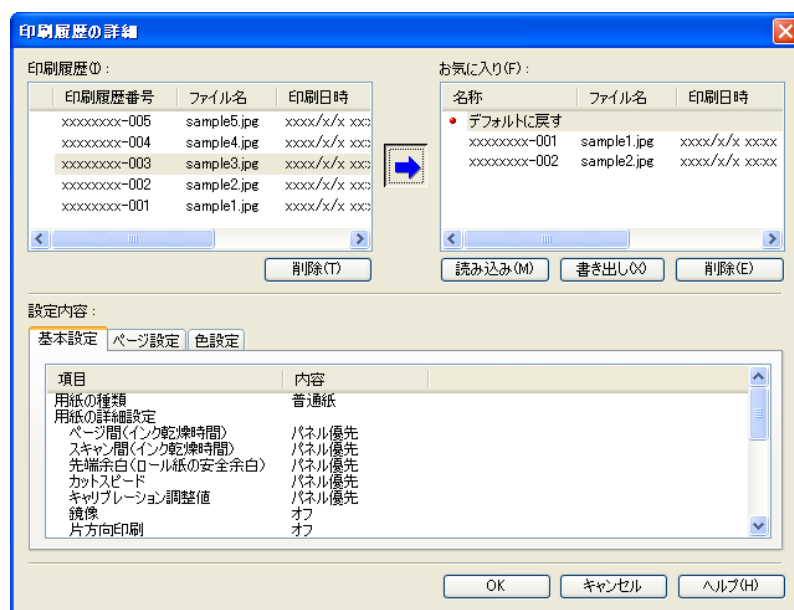 印刷履歴の詳細
印刷履歴(I): お気に入り(F):
印刷履歴番号 ファイル名 印刷日時 名称 ファイル名 印刷日時
xxxxxxxx-005 sample5.jpg xxxx/x/x xx: デフォルトに戻す
xxxxxxxx-004 sample4.jpg xxxx/x/x xx: xxxxxxxx-001 sample1.jpg xxxx/x/x xx:xx
xxxxxxxx-003 sample3.jpg xxxx/x/x xx: xxxxxxxx-002 sample2.jpg xxxx/x/x xx:xx
xxxxxxxx-002 sample2.jpg xxxx/x/x xx:
xxxxxxxx-001 sample1.jpg xxxx/x/x xx:
削除(T) 読み込み(M) 書き出し(X) 削除(E)
設定内容:
基本設定 ページ設定 色設定
項目 内容
用紙の種類 普通紙
用紙の詳細設定
ページ間(インク乾燥時間) パネル優先
スキャン間(インク乾燥時間) パネル優先
先端余白(ロール紙の安全余白) パネル優先
カットスピード パネル優先
キャリブレーション調整値 パネル優先
鏡像 オフ
片方向印刷 オフ
OK キャンセル ヘルプ(H)